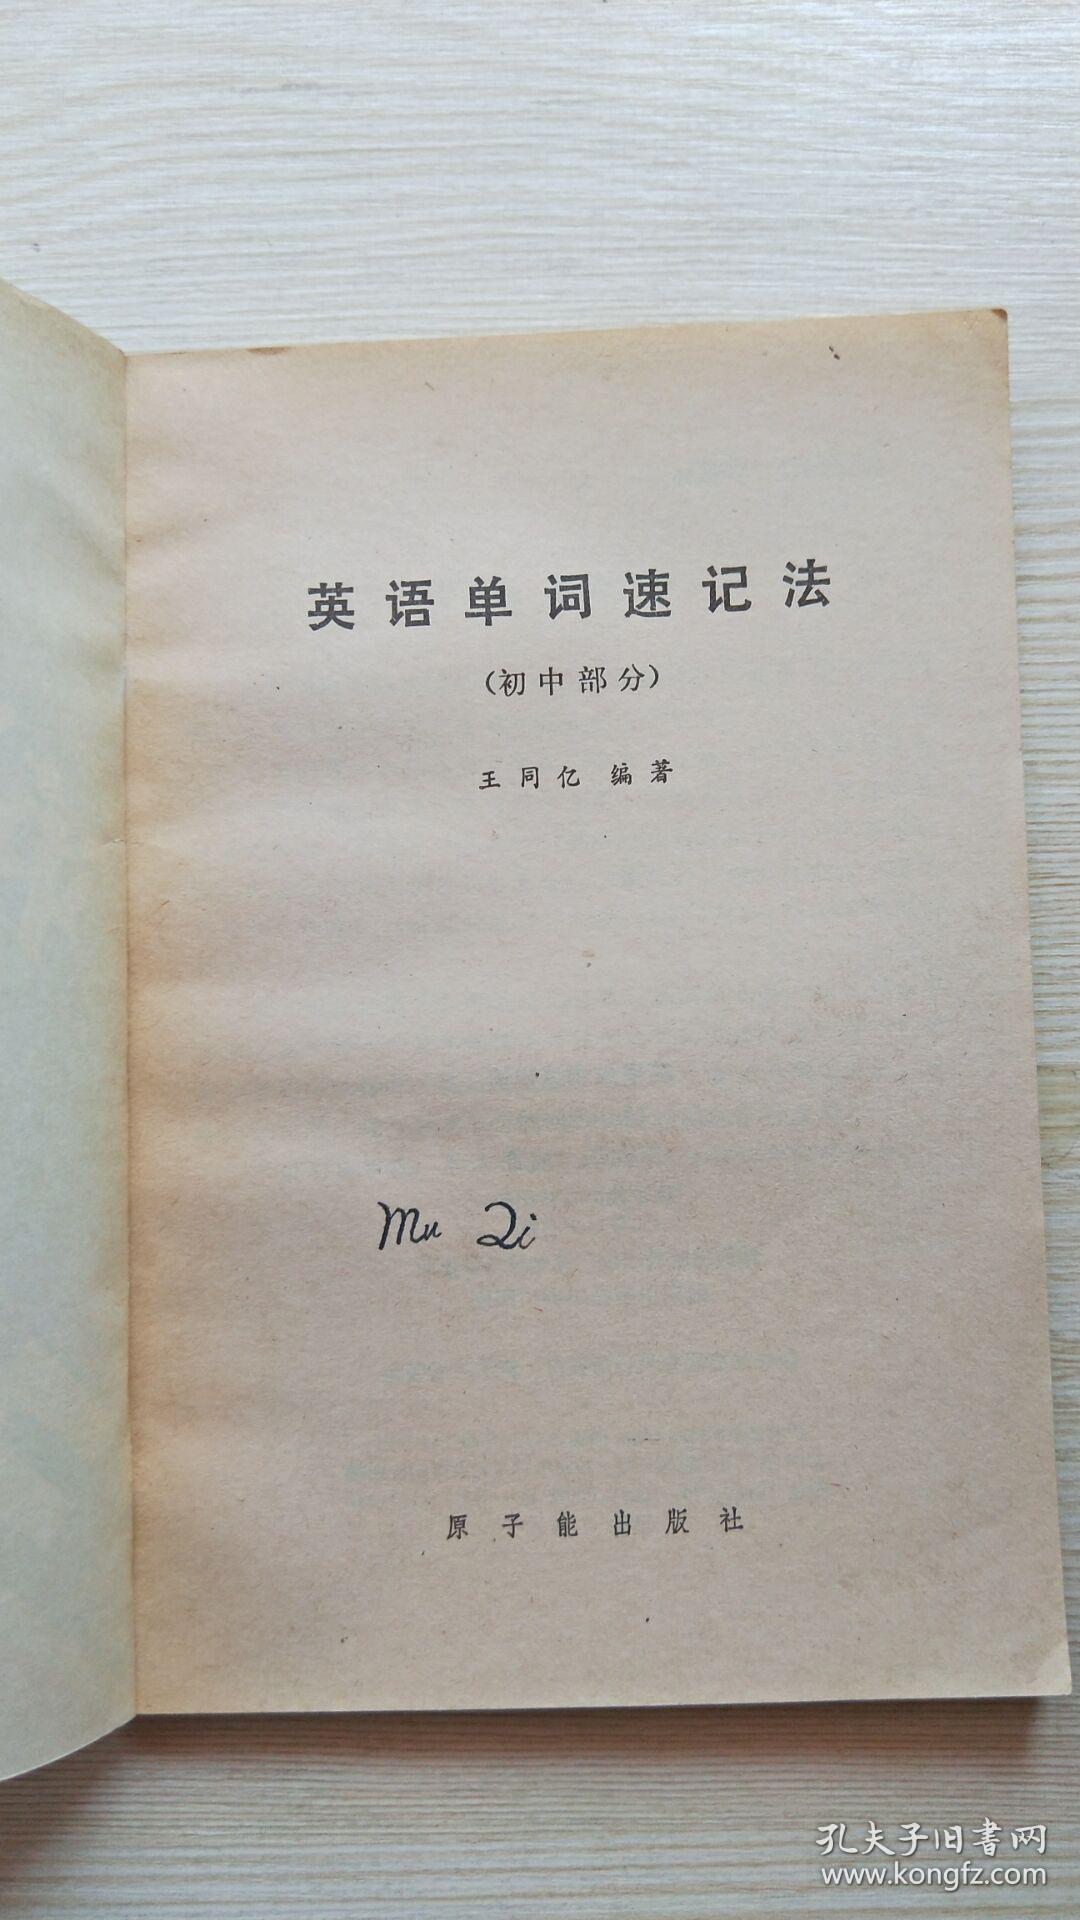 英语单词速记法
(初中部分)
王同亿 编著
Mu Qi
原子能出版社
孔夫子旧書网
www.kongfz.com